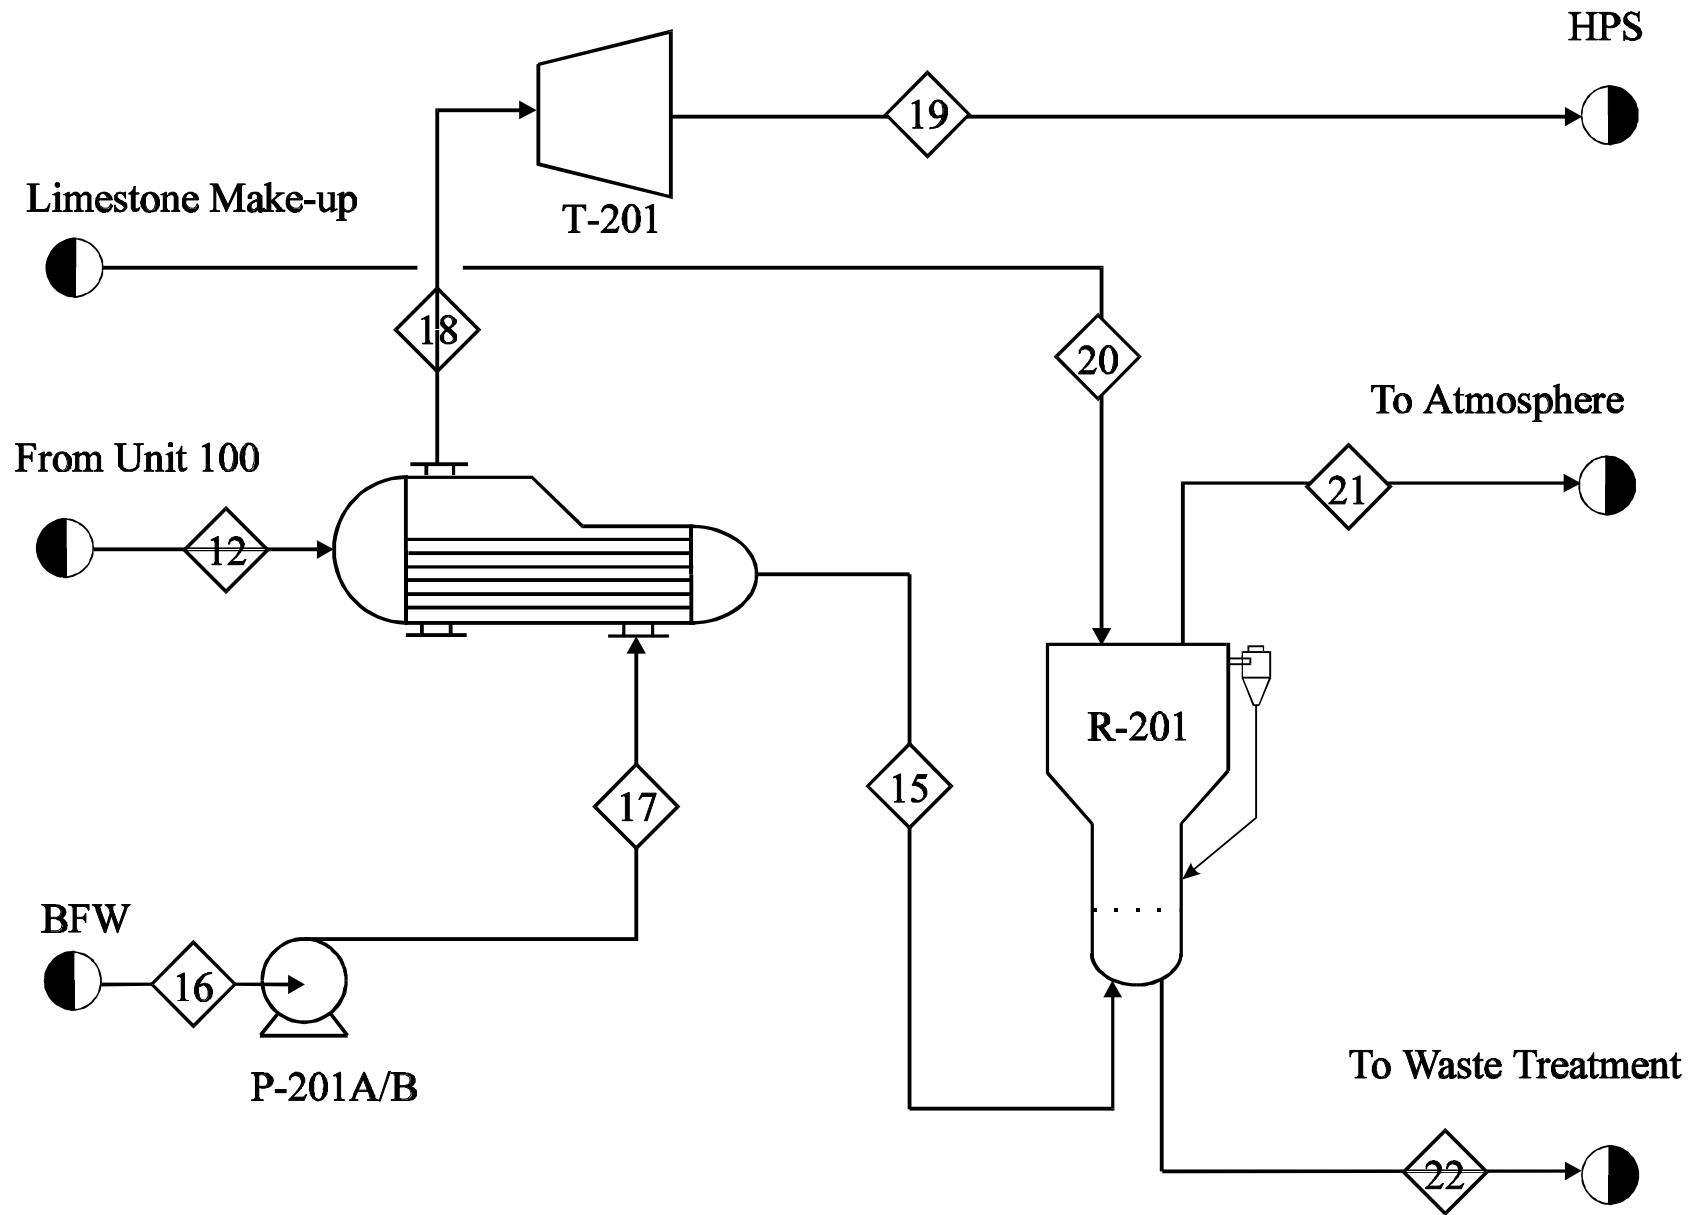 HPS
19
Limestone Make-up
T-201
18
20
To Atmosphere
From Unit 100
21
12
R-201
15
17
BFW
16
P-201A/B
To Waste Treatment
22